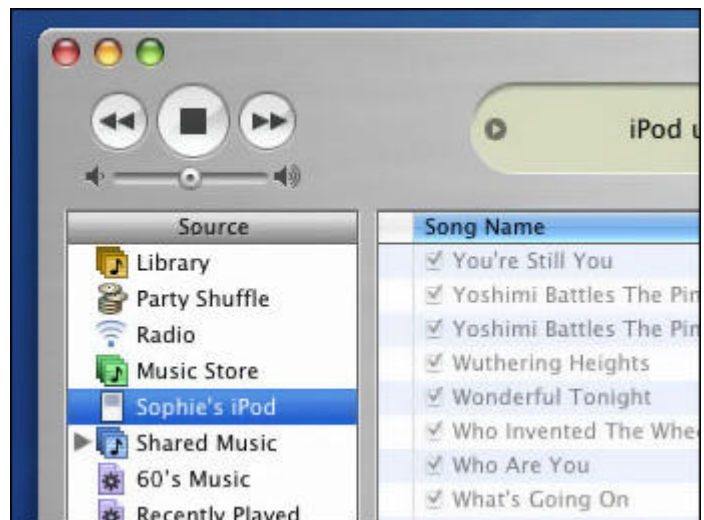 iPod u
Source
Library
Party Shuffle
Radio
Music Store
Sophie's iPod
Shared Music
60's Music
Recently Played
Song Name
You're Still You
Yoshimi Battles The Pin
Yoshimi Battles The Pin
Wuthering Heights
Wonderful Tonight
Who Invented The Whe
Who Are You
What's Going On